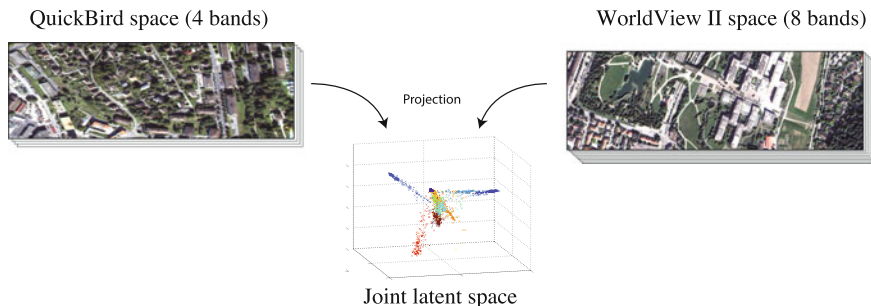 QuickBird space (4 bands)
WorldView II space (8 bands)
Projection
Joint latent space